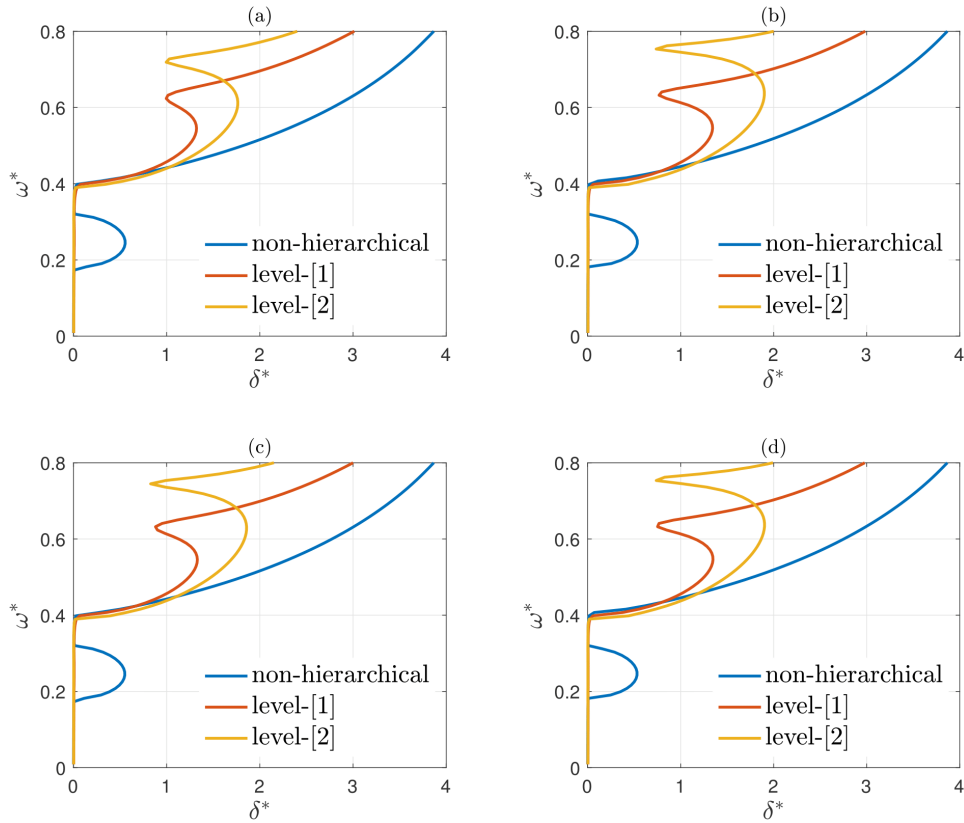 (a)
0.8
0.6
0.4
0.2
0
ω*
non-hierarchical
level-[1]
level-[2]
0 1 2 3 4
δ*
(b)
0.8
0.6
0.4
0.2
0
ω*
non-hierarchical
level-[1]
level-[2]
0 1 2 3 4
δ*
(c)
0.8
0.6
0.4
0.2
0
ω*
non-hierarchical
level-[1]
level-[2]
0 1 2 3 4
δ*
(d)
0.8
0.6
0.4
0.2
0
ω*
non-hierarchical
level-[1]
level-[2]
0 1 2 3 4
δ*